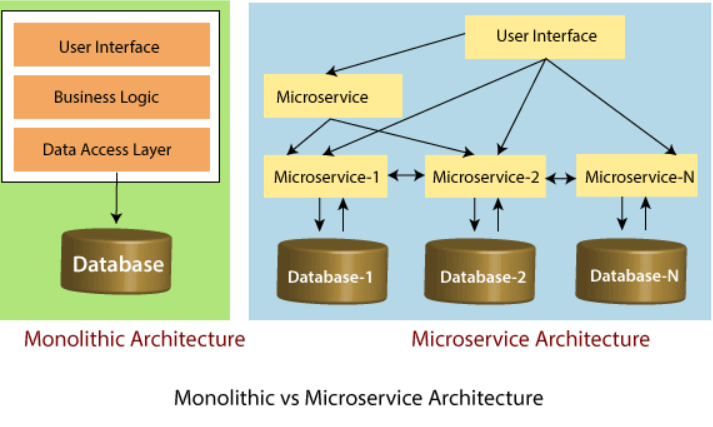 User Interface
Business Logic
Data Access Layer
Database
Monolithic Architecture
User Interface
Microservice
Microservice-1
Microservice-2
Microservice-N
Database-1
Database-2
Database-N
Microservice Architecture
Monolithic vs Microservice Architecture